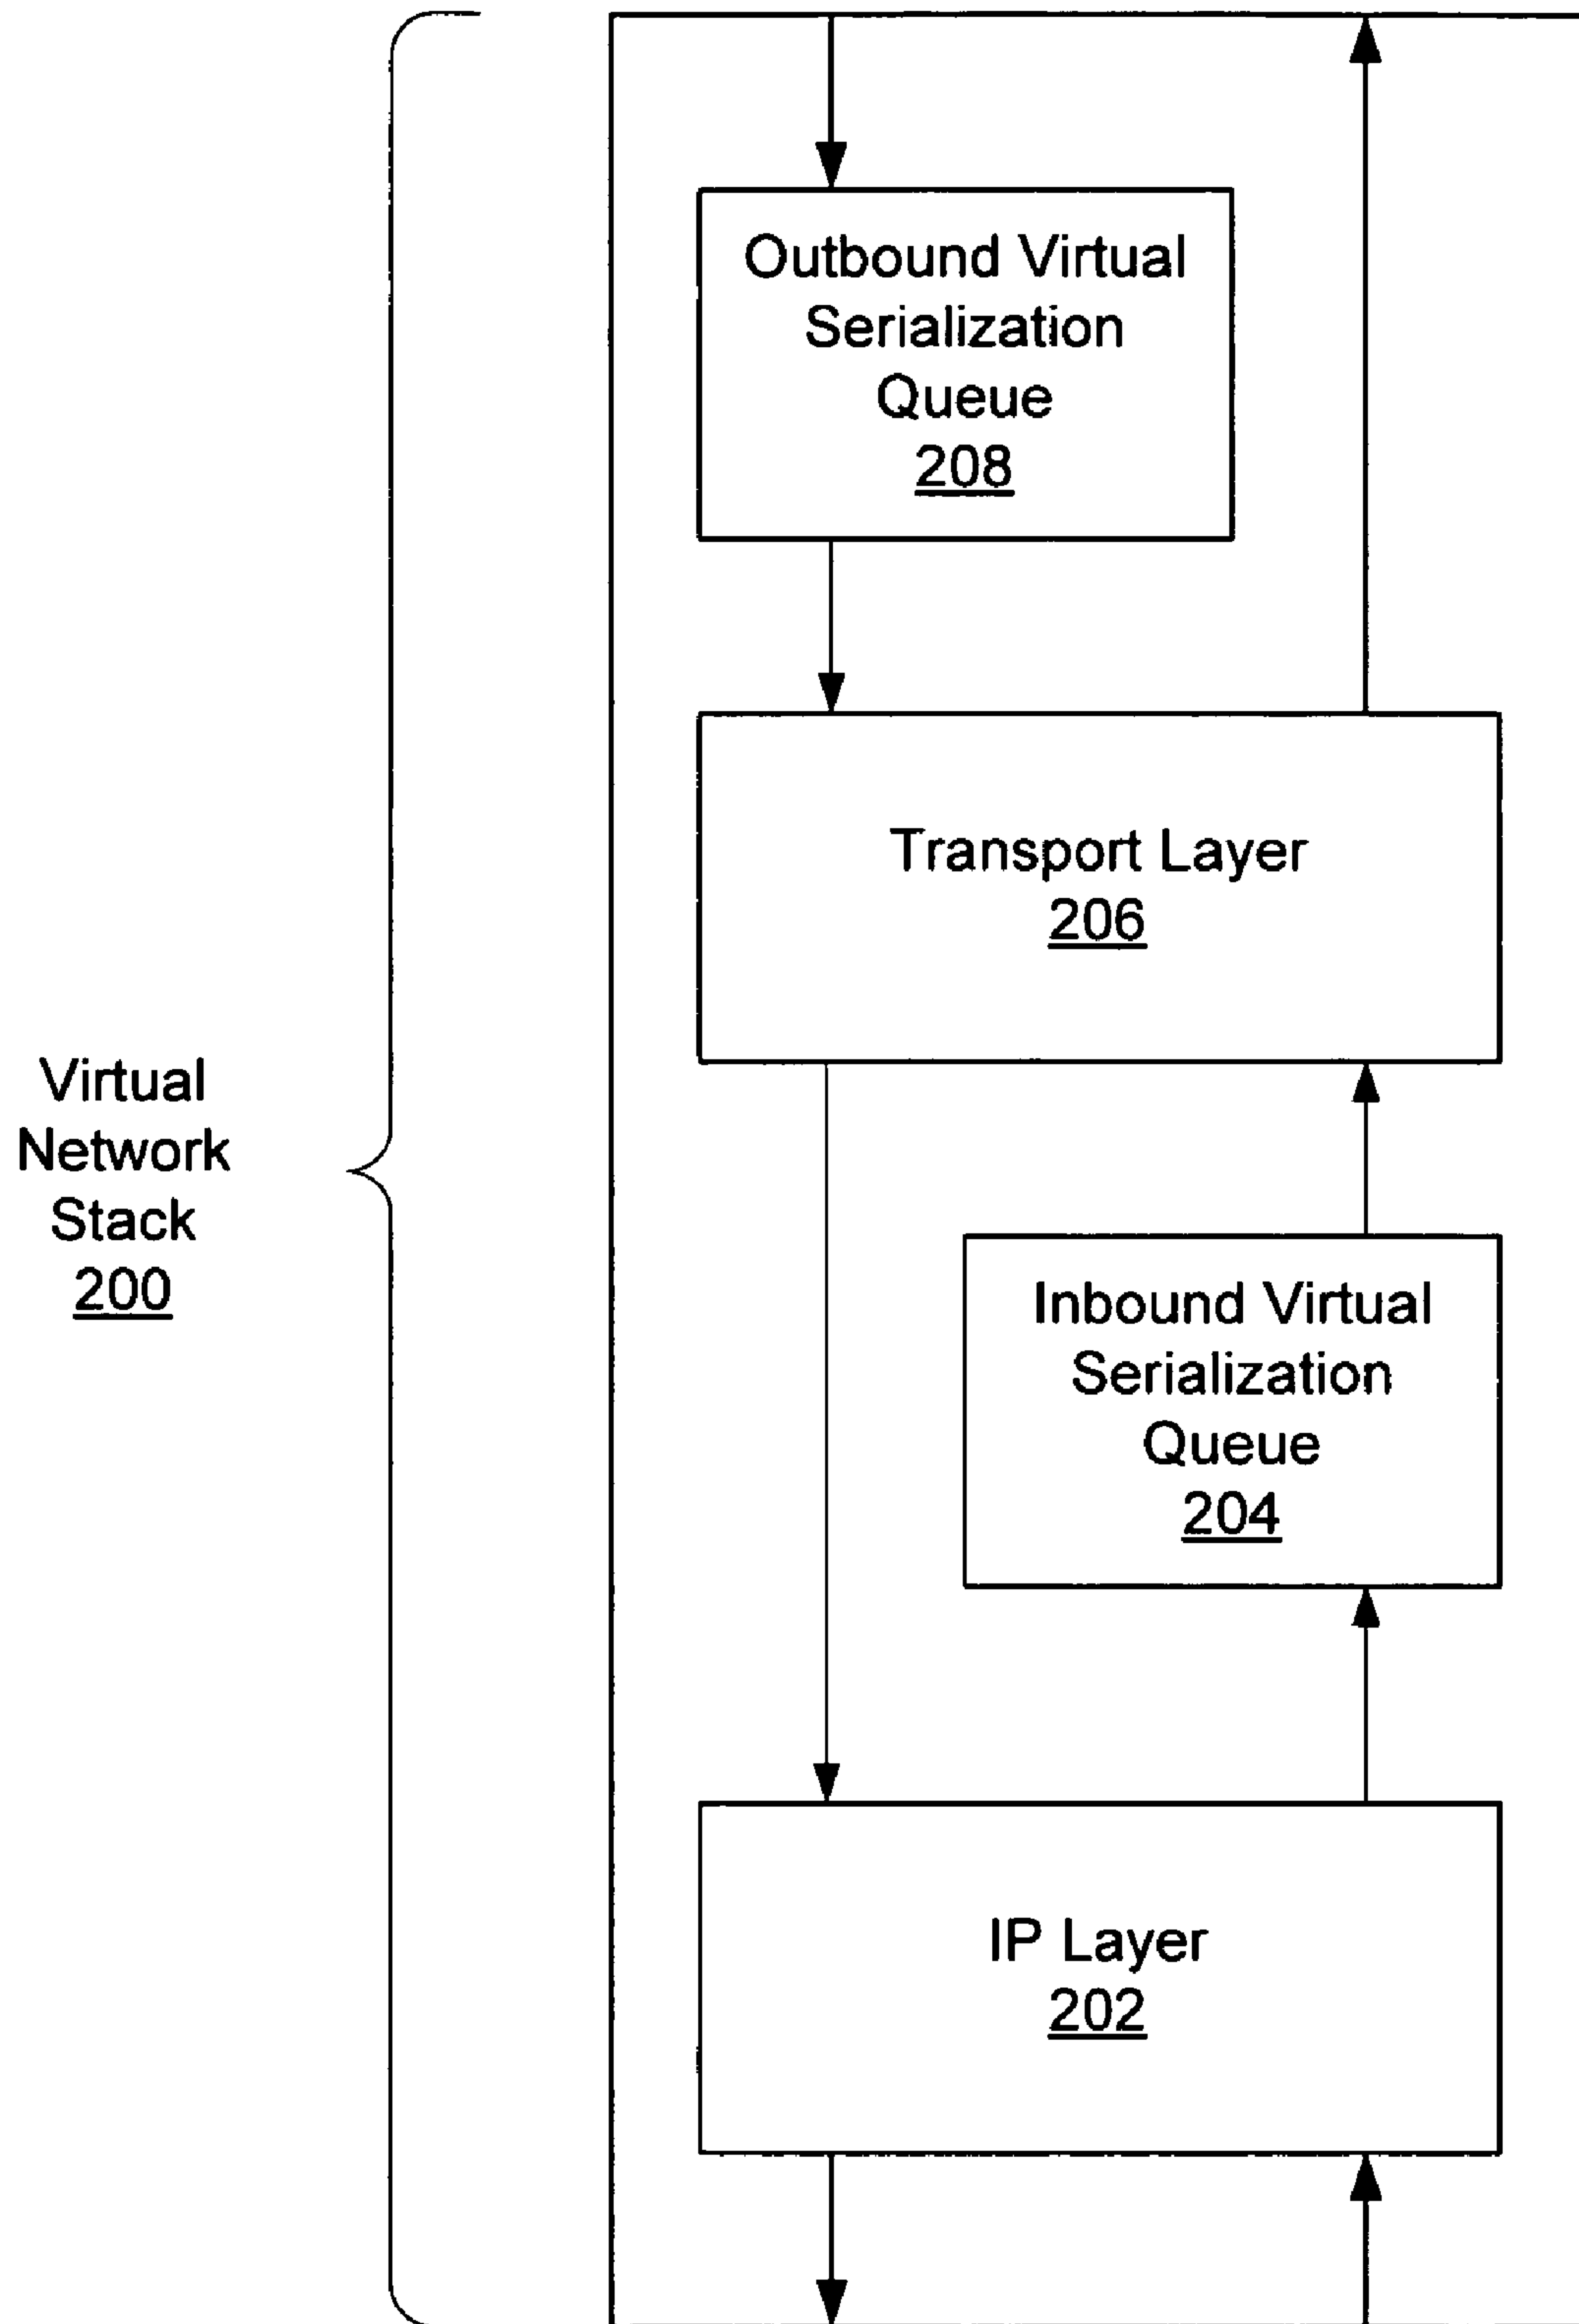 Outbound Virtual
Serialization
Queue
208
Transport Layer
206
Virtual
Network
Stack
200
Inbound Virtual
Serialization
Queue
204
IP Layer
202